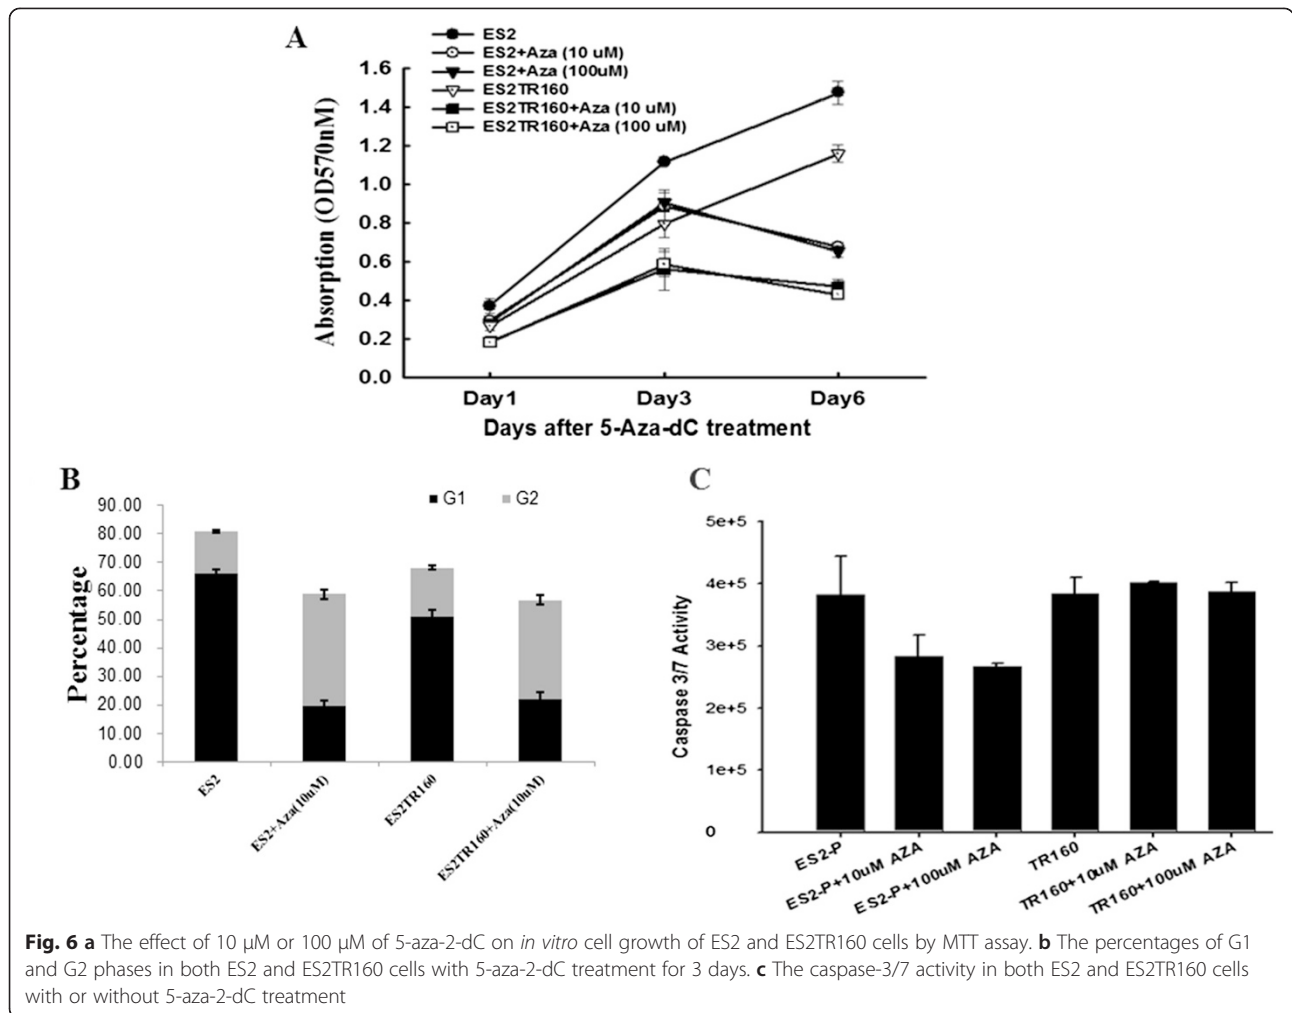 A
ES2
ES2+Aza (10 uM)
ES2+Aza (100uM)
ES2TR160
ES2TR160+Aza (10 uM)
ES2TR160+Aza (100 uM)
Absorption (OD570nM)
1.6
1.4
1.2
1.0
0.8
0.6
0.4
0.2
0.0
Day1 Day3 Day6
Days after 5-Aza-dC treatment
B
G1 G2
Percentage
90.00
80.00
70.00
60.00
50.00
40.00
30.00
20.00
10.00
0.00
ES2
ES2+Aza(10uM)
ES2TR160
ES2TR160+Aza(10uM)
C
Caspase 3/7 Activity
5e+5
4e+5
3e+5
2e+5
1e+5
0
ES2-P
ES2-P+10uM AZA
ES2-P+100uM AZA
TR160
TR160+10uM AZA
TR160+100uM AZA
Fig. 6 a The effect of 10 μM or 100 μM of 5-aza-2-dC on in vitro cell growth of ES2 and ES2TR160 cells by MTT assay. b The percentages of G1
and G2 phases in both ES2 and ES2TR160 cells with 5-aza-2-dC treatment for 3 days. c The caspase-3/7 activity in both ES2 and ES2TR160 cells
with or without 5-aza-2-dC treatment